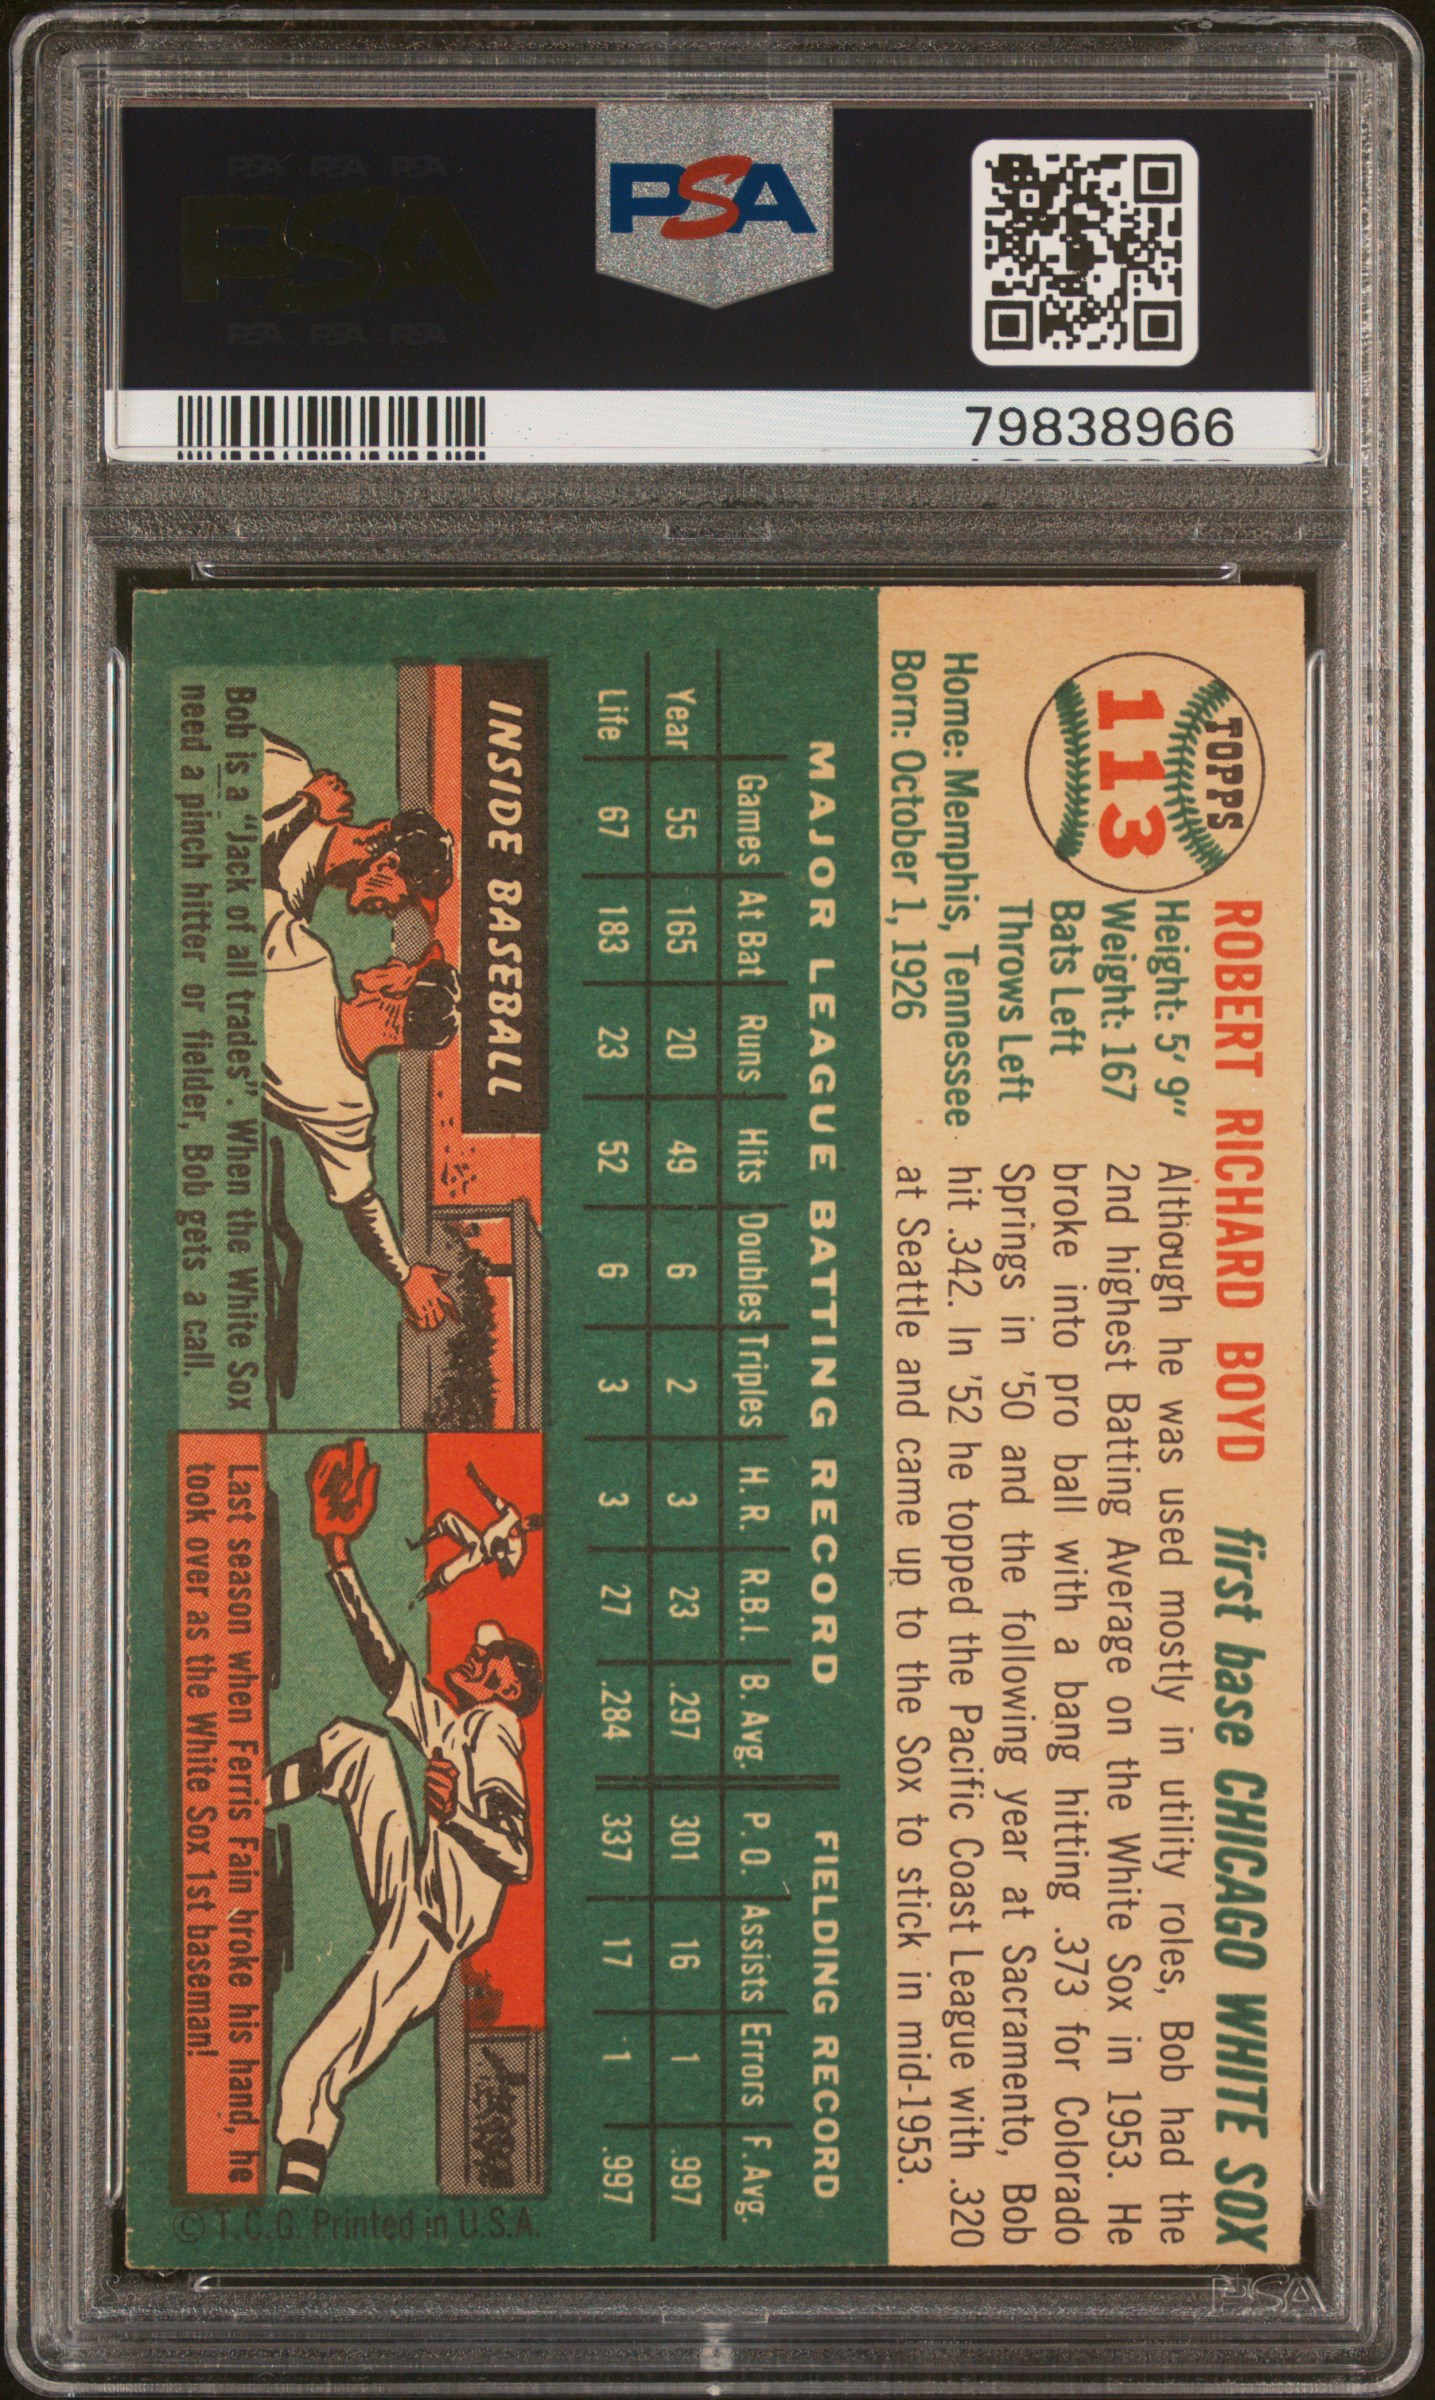 PSA PSA PSA
PSA
PSA PSA PSA
PSA
79838966
TOPPS
113
ROBERT RICHARD BOYD first base CHICAGO WHITE SOX
Height: 5' 9"
Weight: 167
Bats Left
Throws Left
Home: Memphis, Tennessee
Born: October 1, 1926
Although he was used mostly in utility roles, Bob had the
2nd highest Batting Average on the White Sox in 1953. He
broke into pro ball with a bang hitting .373 for Colorado
Springs in '50 and the following year at Sacramento, Bob
hit .342. In '52 he topped the Pacific Coast League with .320
at Seattle and came up to the Sox to stick in mid-1953.
MAJOR LEAGUE BATTING RECORD FIELDING RECORD
Games At Bat Runs Hits Doubles Triples H. R. R.B.I. B. Avg. P. O. Assists Errors F. Avg.
Year 55 165 20 49 6 2 3 23 .297 301 16 1 .997
Life 67 183 23 52 6 3 3 27 .284 337 17 1 .997
INSIDE BASEBALL
Bob is a "Jack of all trades". When the White Sox
need a pinch hitter or fielder, Bob gets a call.
Last season when Ferris Fain broke his hand, he
took over as the White Sox 1st baseman!
© T.C.G. Printed in U.S.A.
PSA